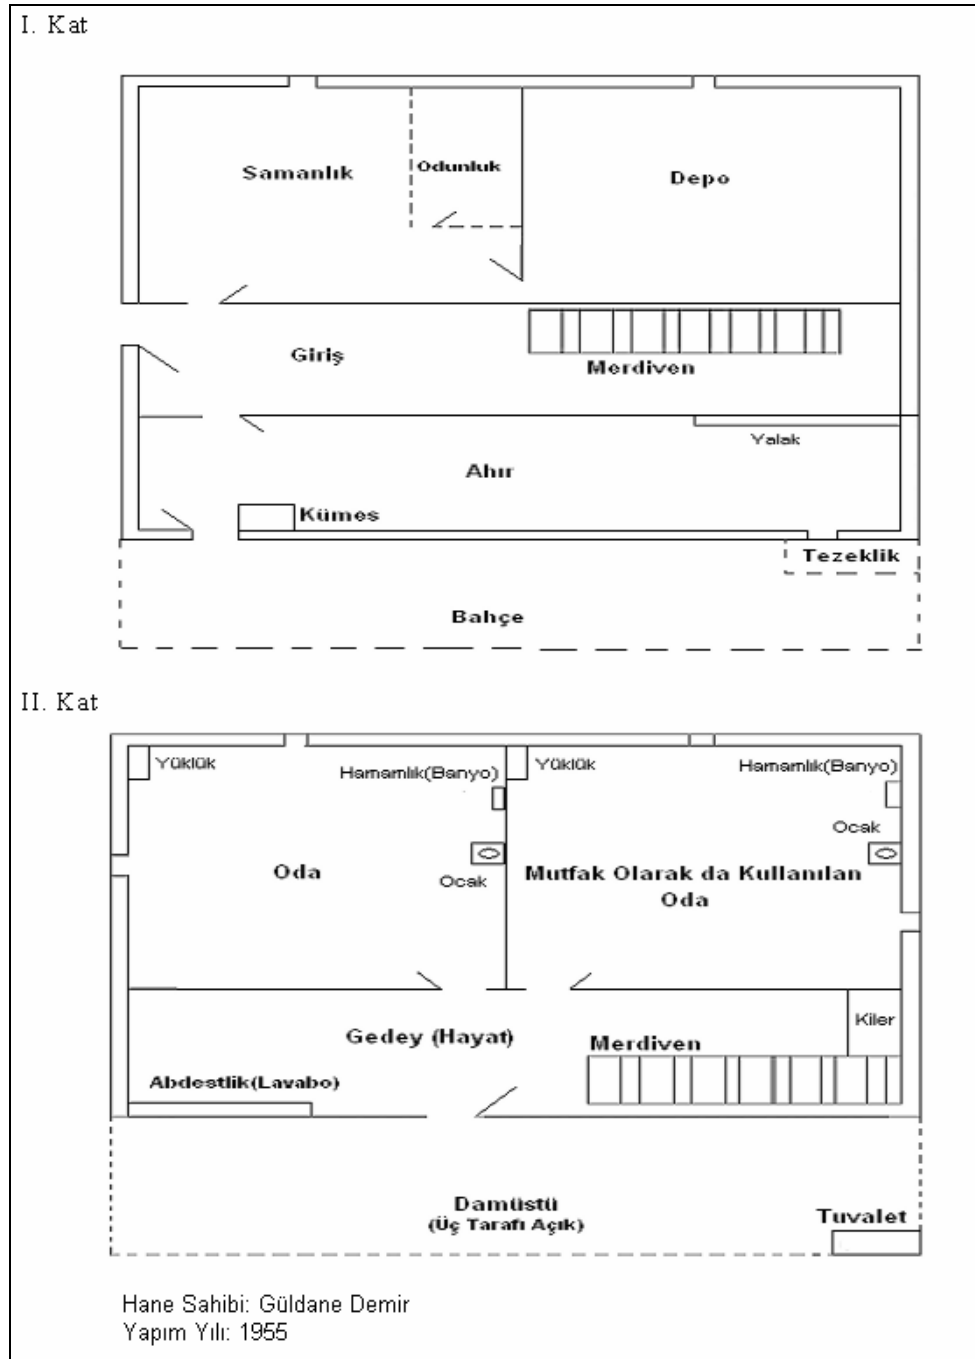 I. Kat
Samanlık
Odunluk
Depo
Giriş
Merdiven
Yalak
Ahır
Kümes
Tezeklik
Bahçe
II. Kat
Yüklük
Hamamlık(Banyo)
Yüklük
Hamamlık(Banyo)
Ocak
Oda
Ocak
Mutfak Olarak da Kullanılan
Oda
Kiler
Gedey (Hayat)
Merdiven
Abdestlik(Lavabo)
Damüstü
(Üç Tarafı Açık)
Tuvalet
Hane Sahibi: Güldane Demir
Yapım Yılı: 1955